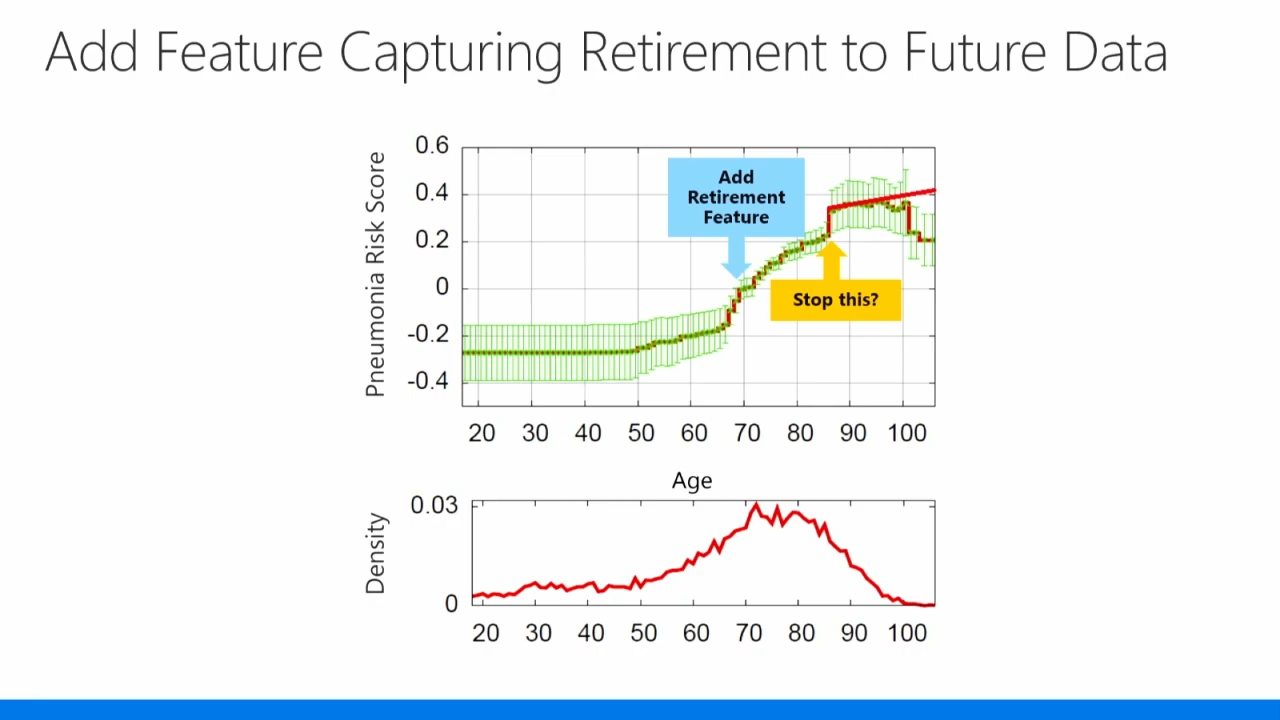 Add Feature Capturing Retirement to Future Data
Pneumonia Risk Score
0.6
0.4
0.2
0
-0.2
-0.4
Add
Retirement
Feature
Stop this?
20 30 40 50 60 70 80 90 100
Age
Density
0.03
0
20 30 40 50 60 70 80 90 100